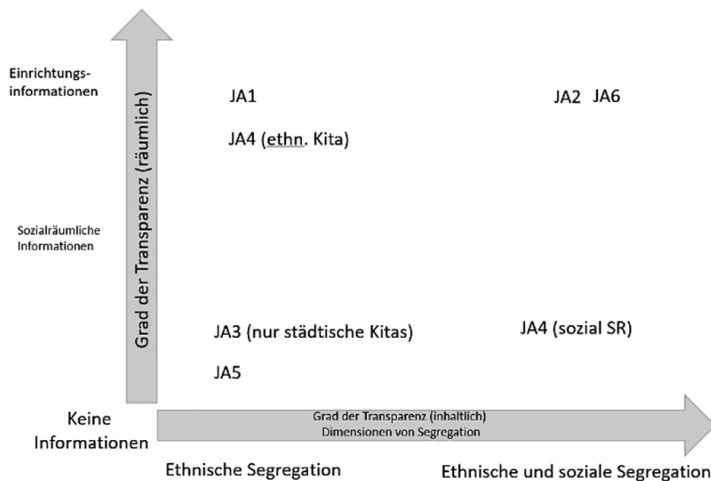 Einrichtungs-
informationen
JA1
JA2 JA6
JA4 (ethn. Kita)
Grad der Transparenz (räumlich)
Sozialräumliche
Informationen
JA3 (nur städtische Kitas)
JA4 (sozial SR)
JA5
Keine
Informationen
Grad der Transparenz (inhaltlich)
Dimensionen von Segregation
Ethnische Segregation
Ethnische und soziale Segregation